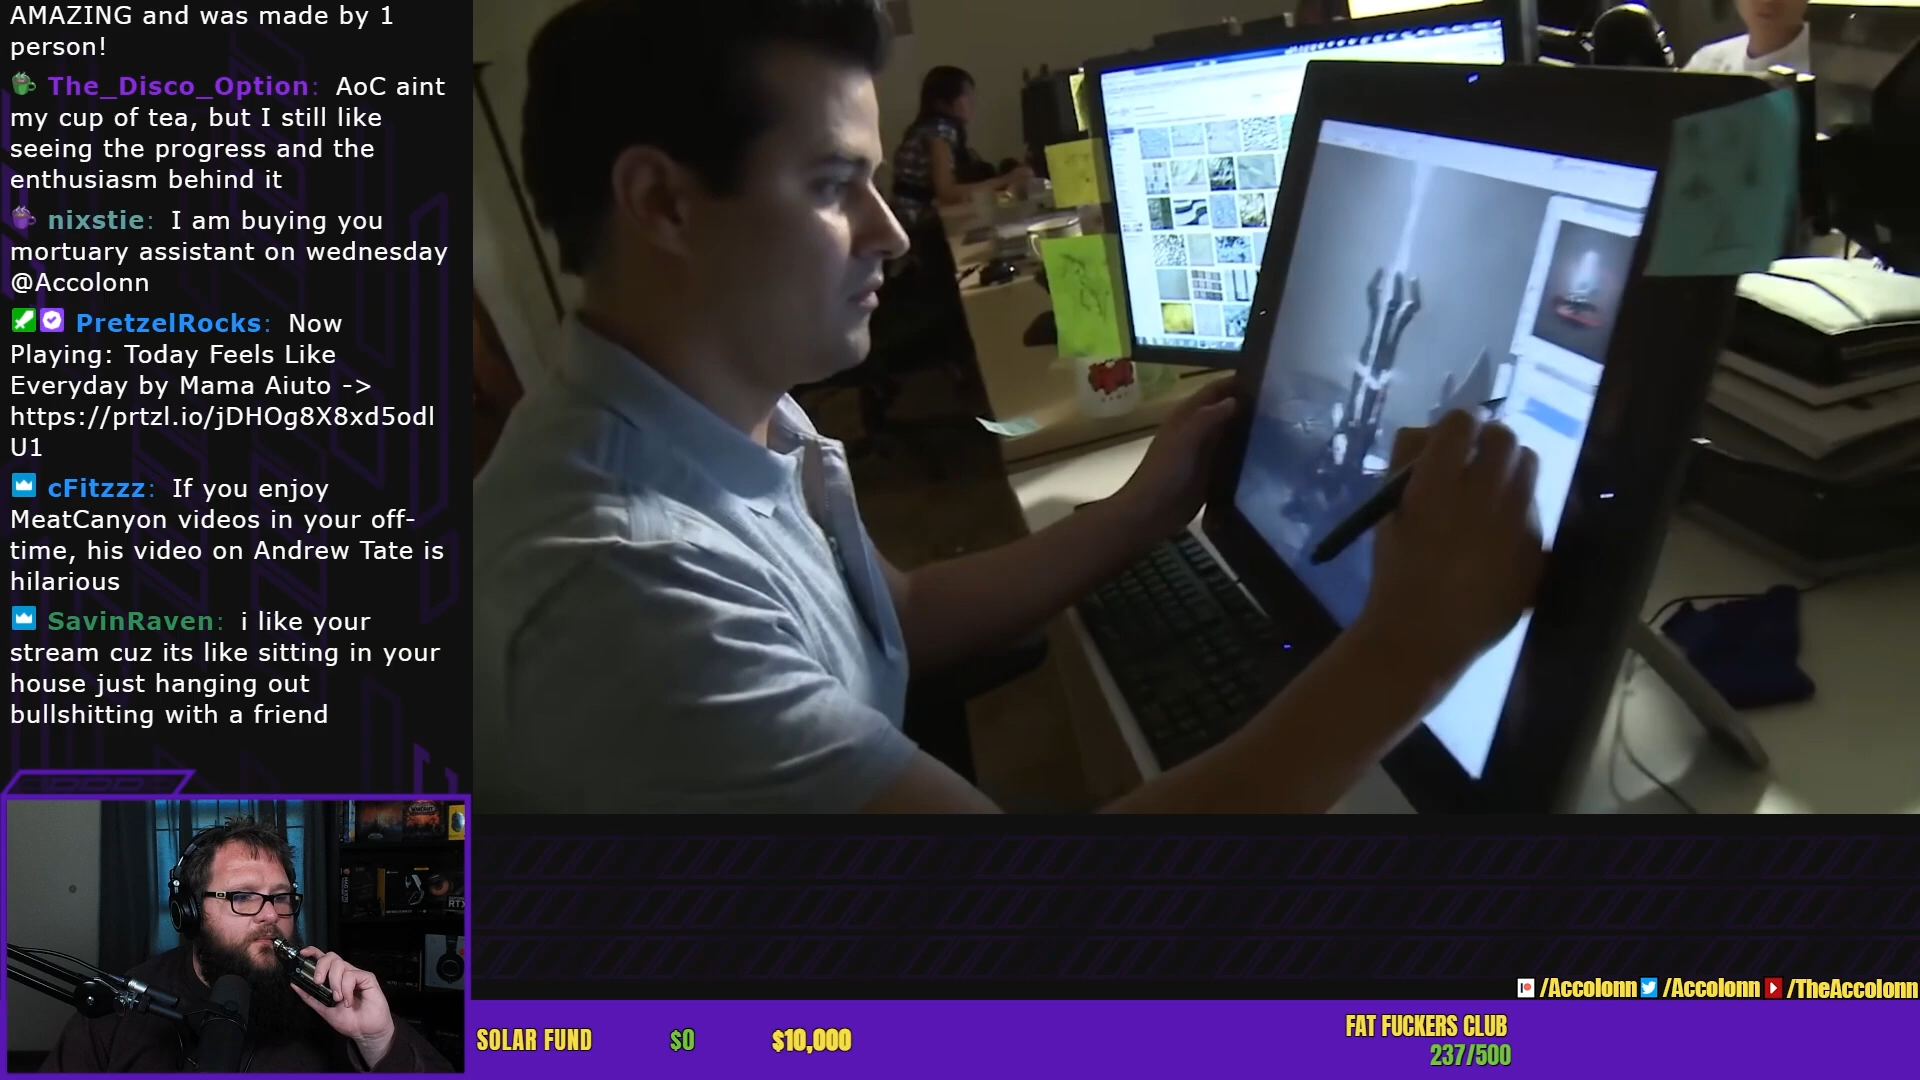 AMAZING and was made by 1
person!
The_Disco_Option: AoC aint
my cup of tea, but I still like
seeing the progress and the
enthusiasm behind it
nixstie: I am buying you
mortuary assistant on wednesday
@Accolonn
PretzelRocks: Now
Playing: Today Feels Like
Everyday by Mama Aiuto ->
https://prtzl.io/jDHOg8X8xd5odl
U1
cFitzzz: If you enjoy
MeatCanyon videos in your off-
time, his video on Andrew Tate is
hilarious
SavinRaven: i like your
stream cuz its like sitting in your
house just hanging out
bullshitting with a friend
/Accolonn /Accolonn /TheAccolonn
SOLAR FUND $0 $10,000
FAT FUCKERS CLUB
237/500